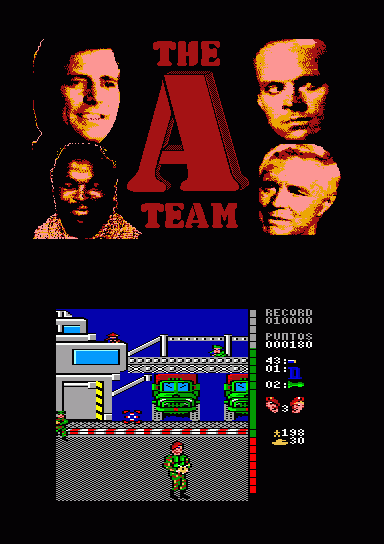 THE
A
TEAM
RECORD
010000
PUNTOS
000180
43:
01:
02:
3
198
30